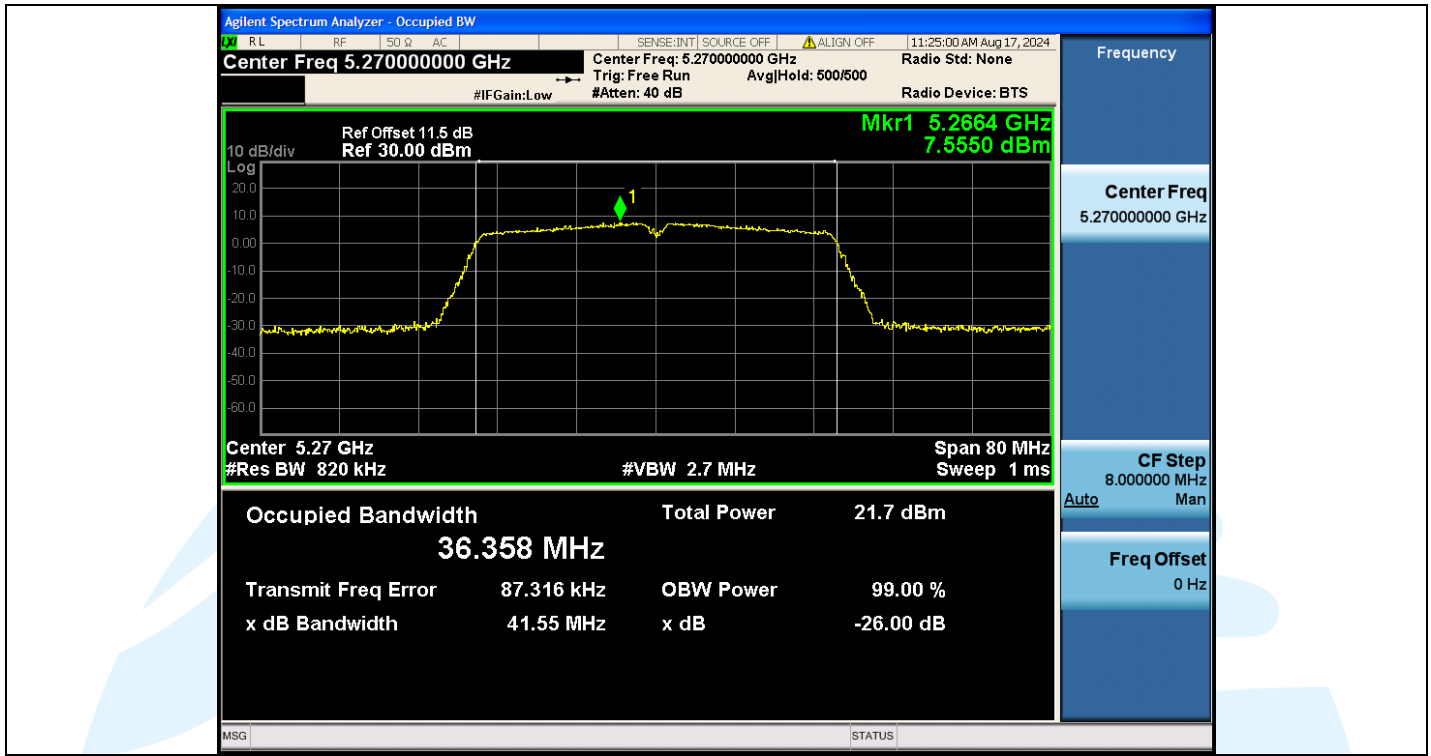 Agilent Spectrum Analyzer - Occupied BW
LXI RL RF 50 Ω AC SENSE:INT SOURCE OFF ALIGN OFF 11:25:00 AM Aug 17, 2024
Center Freq 5.270000000 GHz
Center Freq: 5.270000000 GHz
Radio Std: None
Trig: Free Run Avg|Hold: 500/500
#IFGain:Low
#Atten: 40 dB
Radio Device: BTS
Frequency
Mkr1 5.2664 GHz
7.5550 dBm
Ref Offset 11.5 dB
10 dB/div Ref 30.00 dBm
Log
20.0
10.0
0.00
-10.0
-20.0
-30.0
-40.0
-50.0
-60.0
1
Center 5.27 GHz Span 80 MHz
#Res BW 820 kHz #VBW 2.7 MHz Sweep 1 ms
Occupied Bandwidth Total Power 21.7 dBm
36.358 MHz
Transmit Freq Error 87.316 kHz OBW Power 99.00 %
x dB Bandwidth 41.55 MHz x dB -26.00 dB
Center Freq
5.270000000 GHz
CF Step
8.000000 MHz
Auto Man
Freq Offset
0 Hz
MSG STATUS